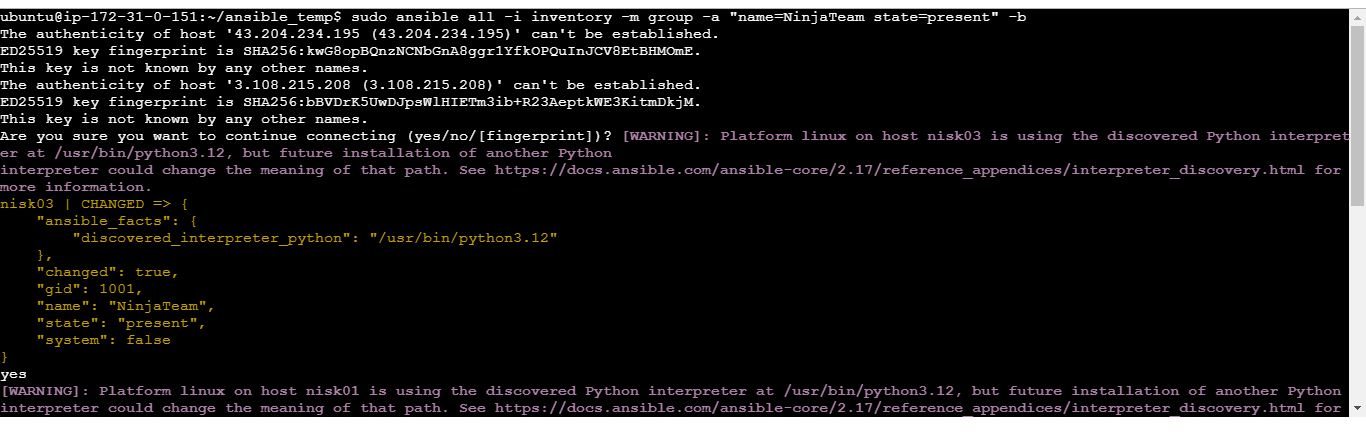 ubuntu@ip-172-31-0-151:~/ansible_temp$ sudo ansible all -i inventory -m group -a "name=NinjaTeam state=present" -b
The authenticity of host '43.204.234.195 (43.204.234.195)' can't be established.
ED25519 key fingerprint is SHA256:kwG8opBQnzNCNbGnA8ggr1YfkOPQuInJCV8EtBHMOmE.
This key is not known by any other names.
The authenticity of host '3.108.215.208 (3.108.215.208)' can't be established.
ED25519 key fingerprint is SHA256:bBVDrK5UwDJpsWlHIETm3ib+R23AeptkWE3KitmDkjM.
This key is not known by any other names.
Are you sure you want to continue connecting (yes/no/[fingerprint])? [WARNING]: Platform linux on host nisk03 is using the discovered Python interpret
er at /usr/bin/python3.12, but future installation of another Python
interpreter could change the meaning of that path. See https://docs.ansible.com/ansible-core/2.17/reference_appendices/interpreter_discovery.html for
more information.
nisk03 | CHANGED => {
    "ansible_facts": {
        "discovered_interpreter_python": "/usr/bin/python3.12"
    },
    "changed": true,
    "gid": 1001,
    "name": "NinjaTeam",
    "state": "present",
    "system": false
}
yes
[WARNING]: Platform linux on host nisk01 is using the discovered Python interpreter at /usr/bin/python3.12, but future installation of another Python
interpreter could change the meaning of that path. See https://docs.ansible.com/ansible-core/2.17/reference_appendices/interpreter_discovery.html for